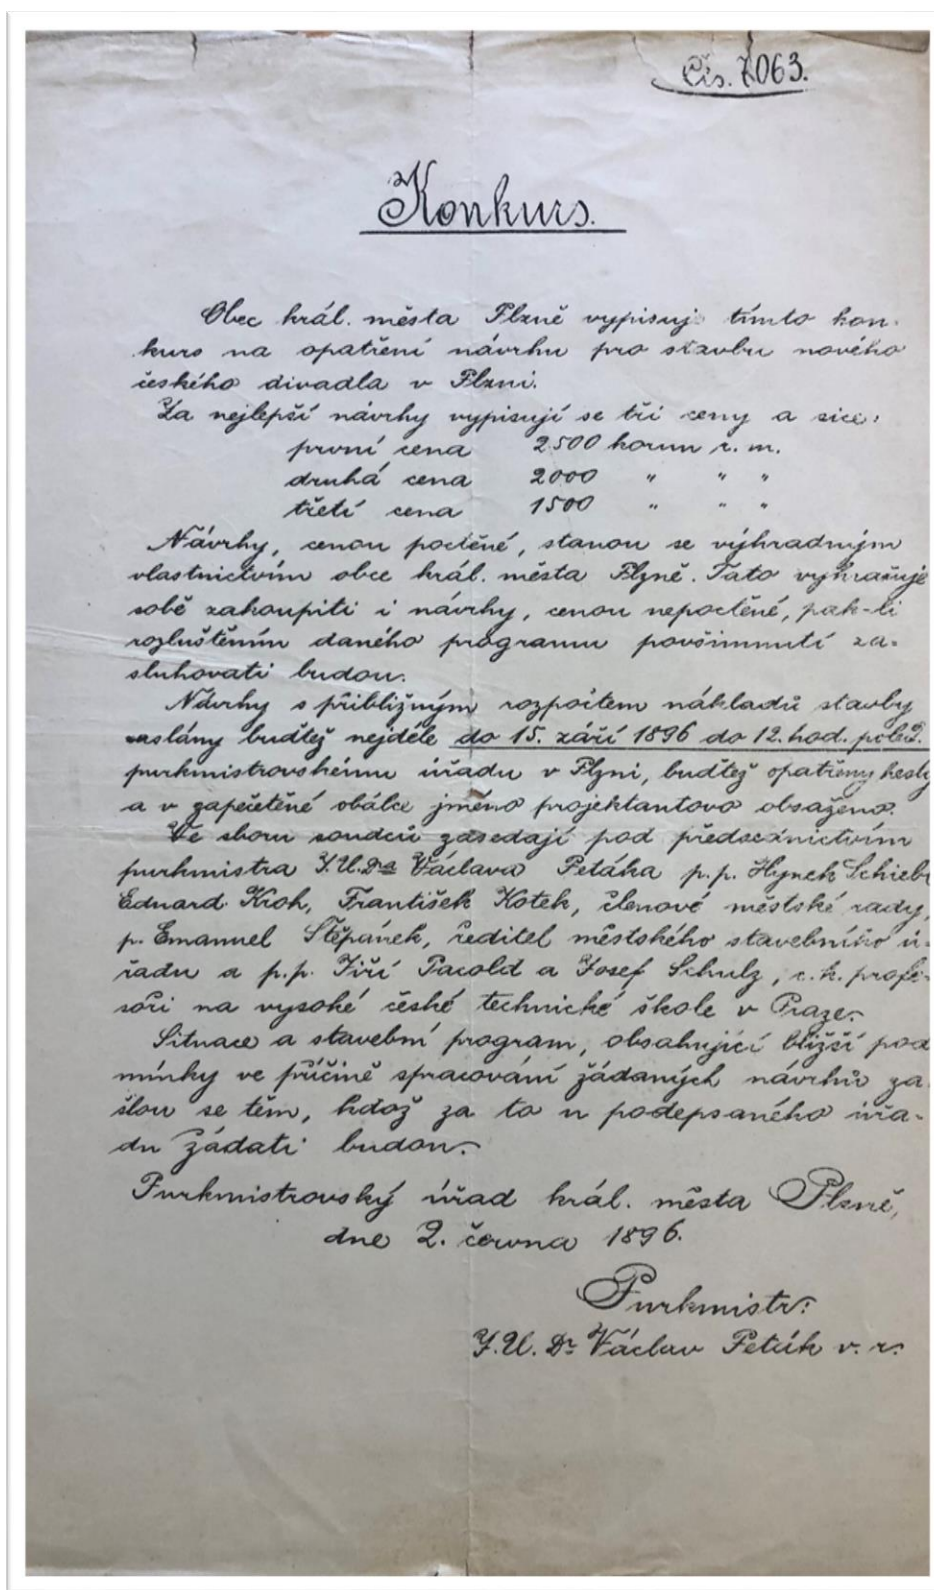 Čís. 7063.
Konkurs.
Obec král. města Plzně vypisuje tímto kon-
kurs na opatření návrhu pro stavbu nového
českého divadla v Plzni.
Za nejlepší návrhy vypisují se tři ceny a sice:
první cena 2500 korun r. m.
druhá cena 2000 " " "
třetí cena 1500 " " "
Návrhy, cenou poctěné, stanou se výhradným
vlastnictvím obce král. města Plzně. Tato vyhražuje
sobě zakoupiti i návrhy, cenou nepoctěné, pak-li
rozluštěním daného programu povšimnutí za-
sluhovati budou.
Návrhy s přibližným rozpočtem nákladů stavby
zaslány buďtež nejdéle do 15. září 1896 do 12. hod. poled.
purkmistrovskému úřadu v Plzni, buďtež opatřeny hesly
a v zapečetěné obálce jméno projektantovo obsaženo.
Ve sboru soudců zasedají pod předsednictvím
purkmistra J.U.Dra Václava Petáka p.p. Hynek Schiebl
Eduard Kroh, František Kotek, členové městské rady,
p. Emanuel Štěpánek, ředitel městského stavebního ú-
řadu a p.p. Jiří Pacold a Josef Schulz, c.k. profe-
soři na vysoké české technické škole v Praze.
Situace a stavební program, obsahující bližší pod
mínky ve příčině spracování žádaných návrhů za
šlou se těm, kdož za to u podepsaného úřa-
du žádati budou.
Purkmistrovský úřad král. města Plzně,
dne 2. června 1896.
Purkmistr:
J.U.Dr Václav Peták v. r.